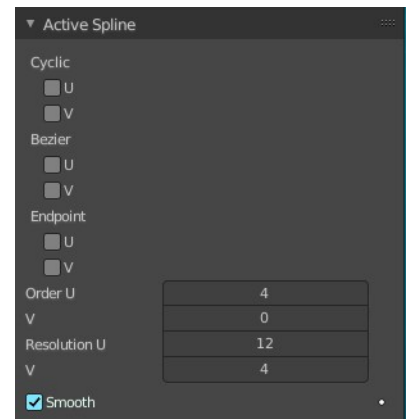 Active Spline
Cyclic
U
V
Bezier
U
V
Endpoint
U
V
Order U 4
V 0
Resolution U 12
V 4
Smooth